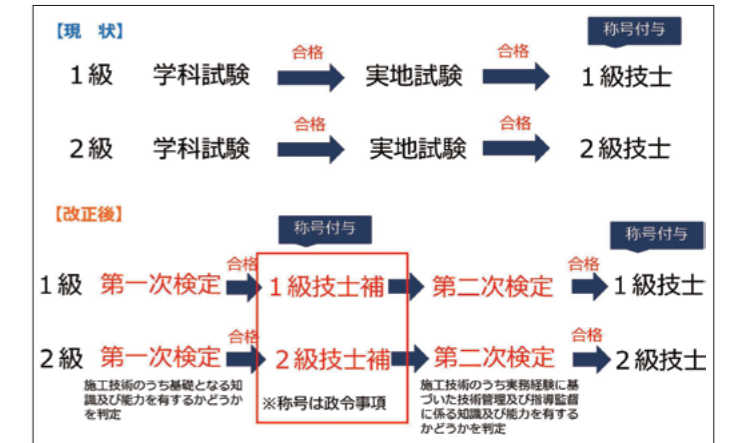 【現　状】
称号付与
合格 合格
1級 学科試験 実地試験 1級技士
合格 合格
2級 学科試験 実地試験 2級技士
【改正後】
称号付与 称号付与
合格 合格
1級 第一次検定 1級技士補 第二次検定 1級技士
合格 合格
2級 第一次検定 2級技士補 第二次検定 2級技士
施工技術のうち基礎となる知
識及び能力を有するかどうか
を判定
※称号は政令事項
施工技術のうち実務経験に基
づいた技術管理及び指導監督
に係る知識及び能力を有する
かどうかを判定